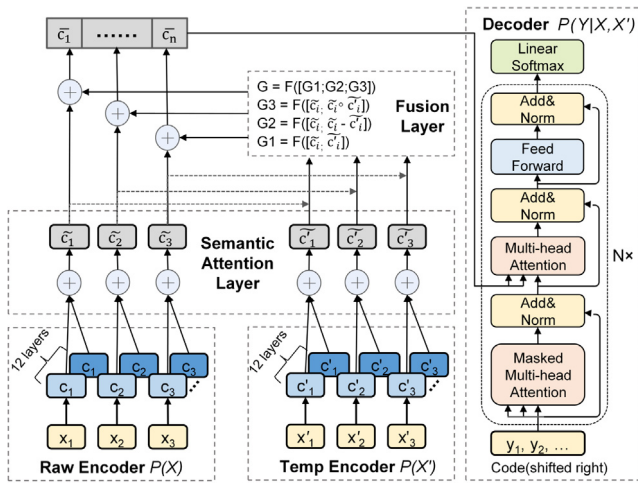 c̄₁ ...... c̄ₙ
G = F([G1;G2;G3])
G3 = F([c̃ᵢ; c̃ᵢ∘c̃'ᵢ])
G2 = F([c̃ᵢ; c̃ᵢ - c̃'ᵢ])
G1 = F([c̃ᵢ; c̃'ᵢ])
Fusion
Layer
c̃₁ c̃₂ c̃₃
c̃'₁ c̃'₂ c̃'₃
Semantic
Attention
Layer
12 layers
c₁ c₂ c₃
c₁ c₂ c₃
x₁ x₂ x₃
Raw Encoder P(X)
12 layers
c'₁ c'₂ c'₃
c'₁ c'₂ c'₃
x'₁ x'₂ x'₃
Temp Encoder P(X')
Decoder P(Y|X,X')
Linear
Softmax
Add&
Norm
Feed
Forward
Add&
Norm
Multi-head
Attention
N×
Add&
Norm
Masked
Multi-head
Attention
y₁, y₂, ...
Code(shifted right)